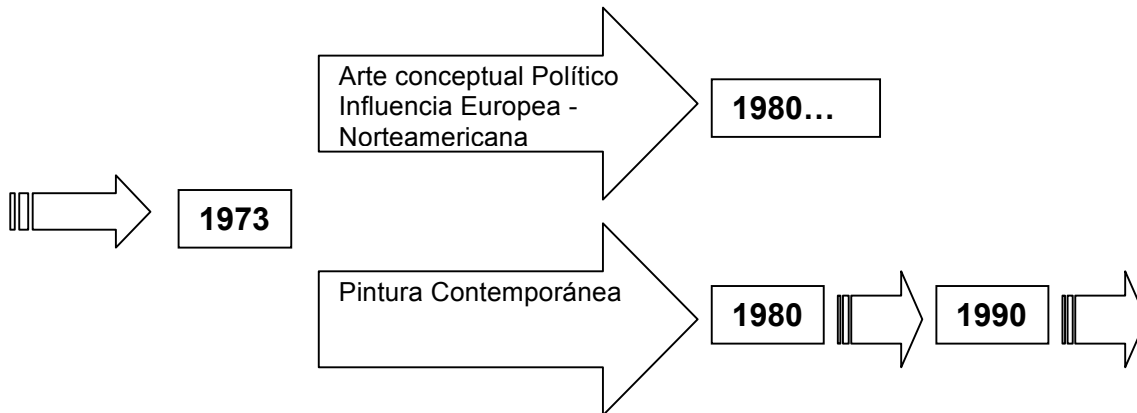 Arte conceptual Político
Influencia Europea -
Norteamericana
1980…
1973
Pintura Contemporánea
1980
1990